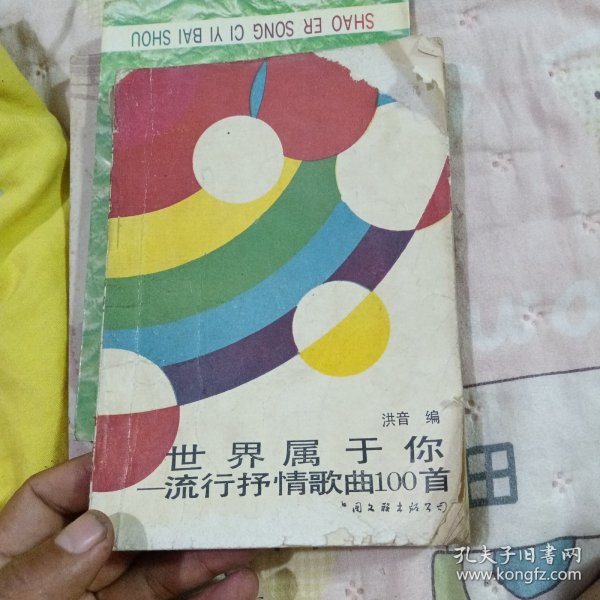 SHAO ER SONG CI YI BAI SHOU
洪音 编
世界属于你
—流行抒情歌曲100首
中国文联出版公司
孔夫子旧书网
www.kongfz.com